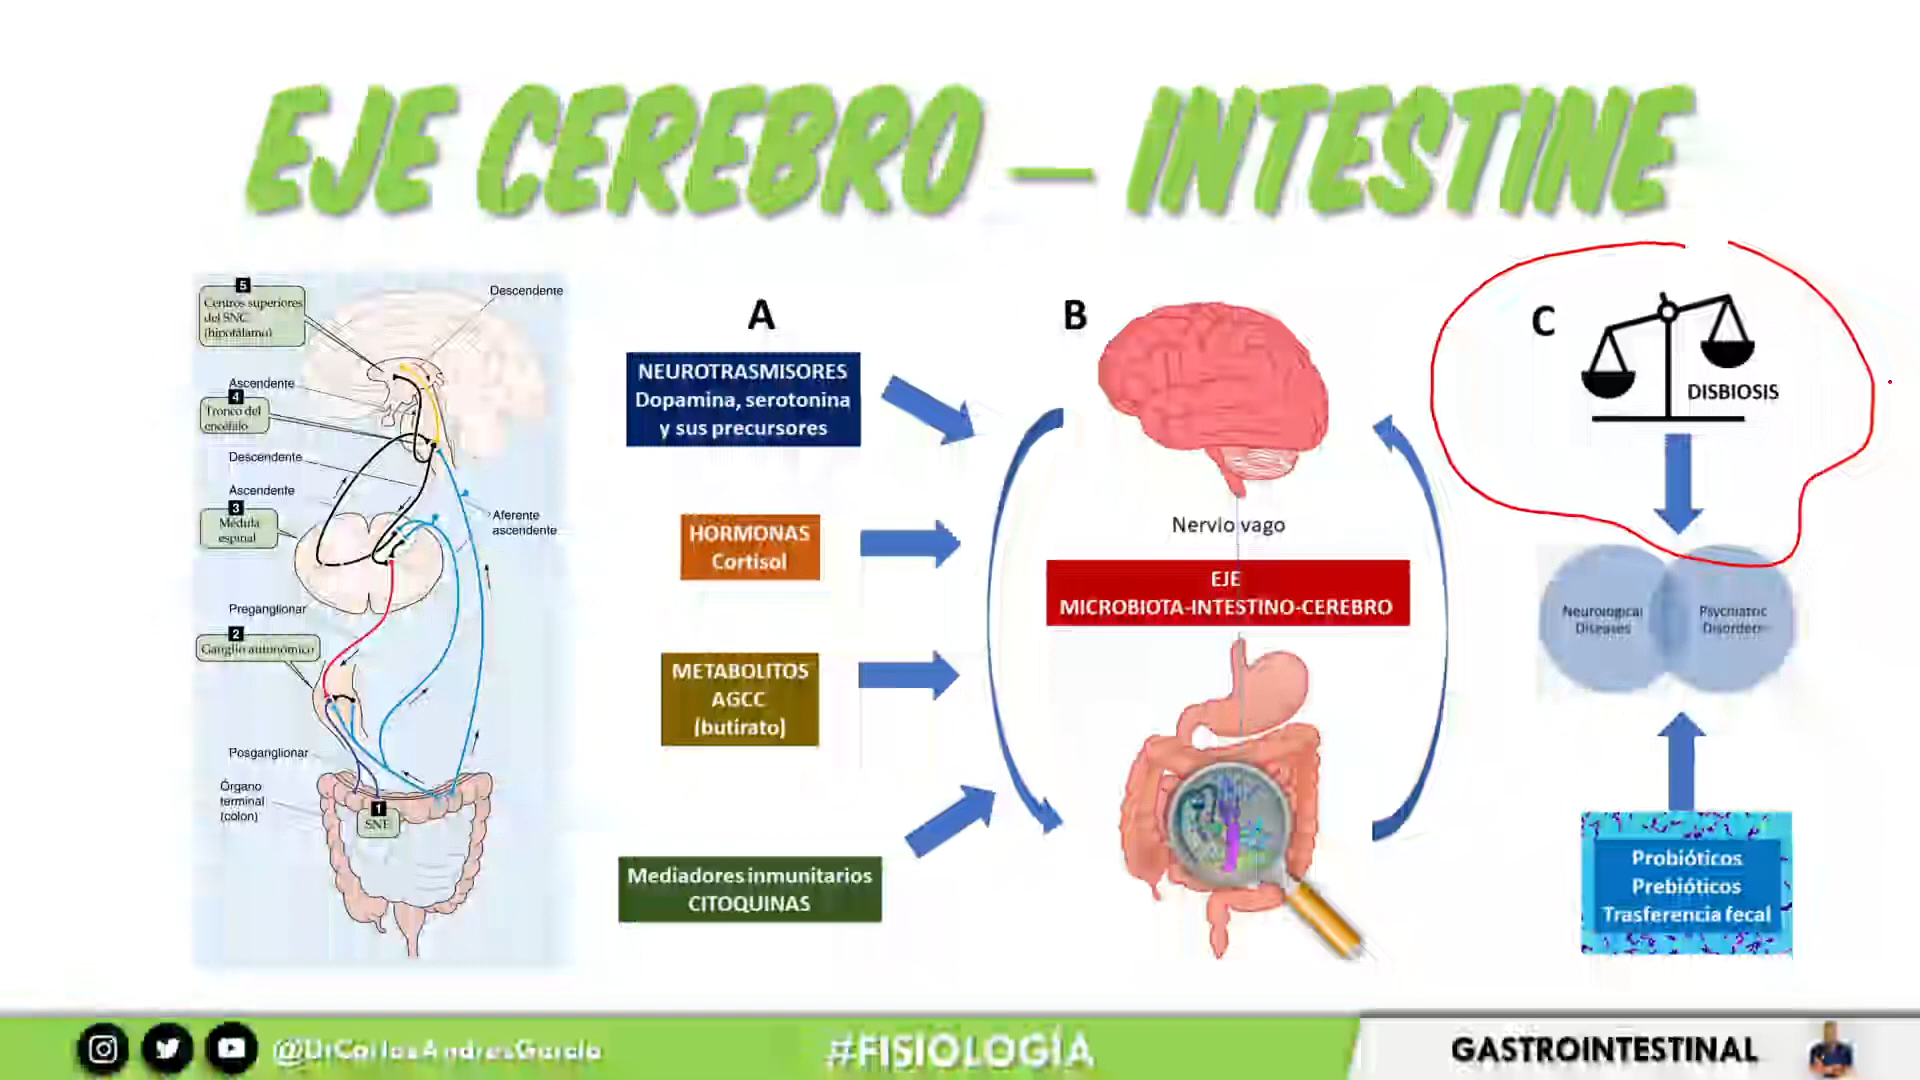 EJE CEREBRO – INTESTINE
5
Centros superiores
del SNC
(hipotálamo)
Descendente
Ascendente
4
Tronco del
encéfalo
Descendente
Ascendente
3
Médula
espinal
Aferente
ascendente
Preganglionar
2
Ganglio autonómico
Posganglionar
Órgano
terminal
(colon)
1
SNE
A
NEUROTRASMISORES
Dopamina, serotonina
y sus precursores
HORMONAS
Cortisol
METABOLITOS
AGCC
(butirato)
Mediadores inmunitarios
CITOQUINAS
B
Nervio vago
EJE
MICROBIOTA-INTESTINO-CEREBRO
C
DISBIOSIS
Neurological
Diseases
Psychiatric
Disorders
Probióticos
Prebióticos
Trasferencia fecal
@DrCarlosAndresGarcia
#FISIOLOGÍA
GASTROINTESTINAL